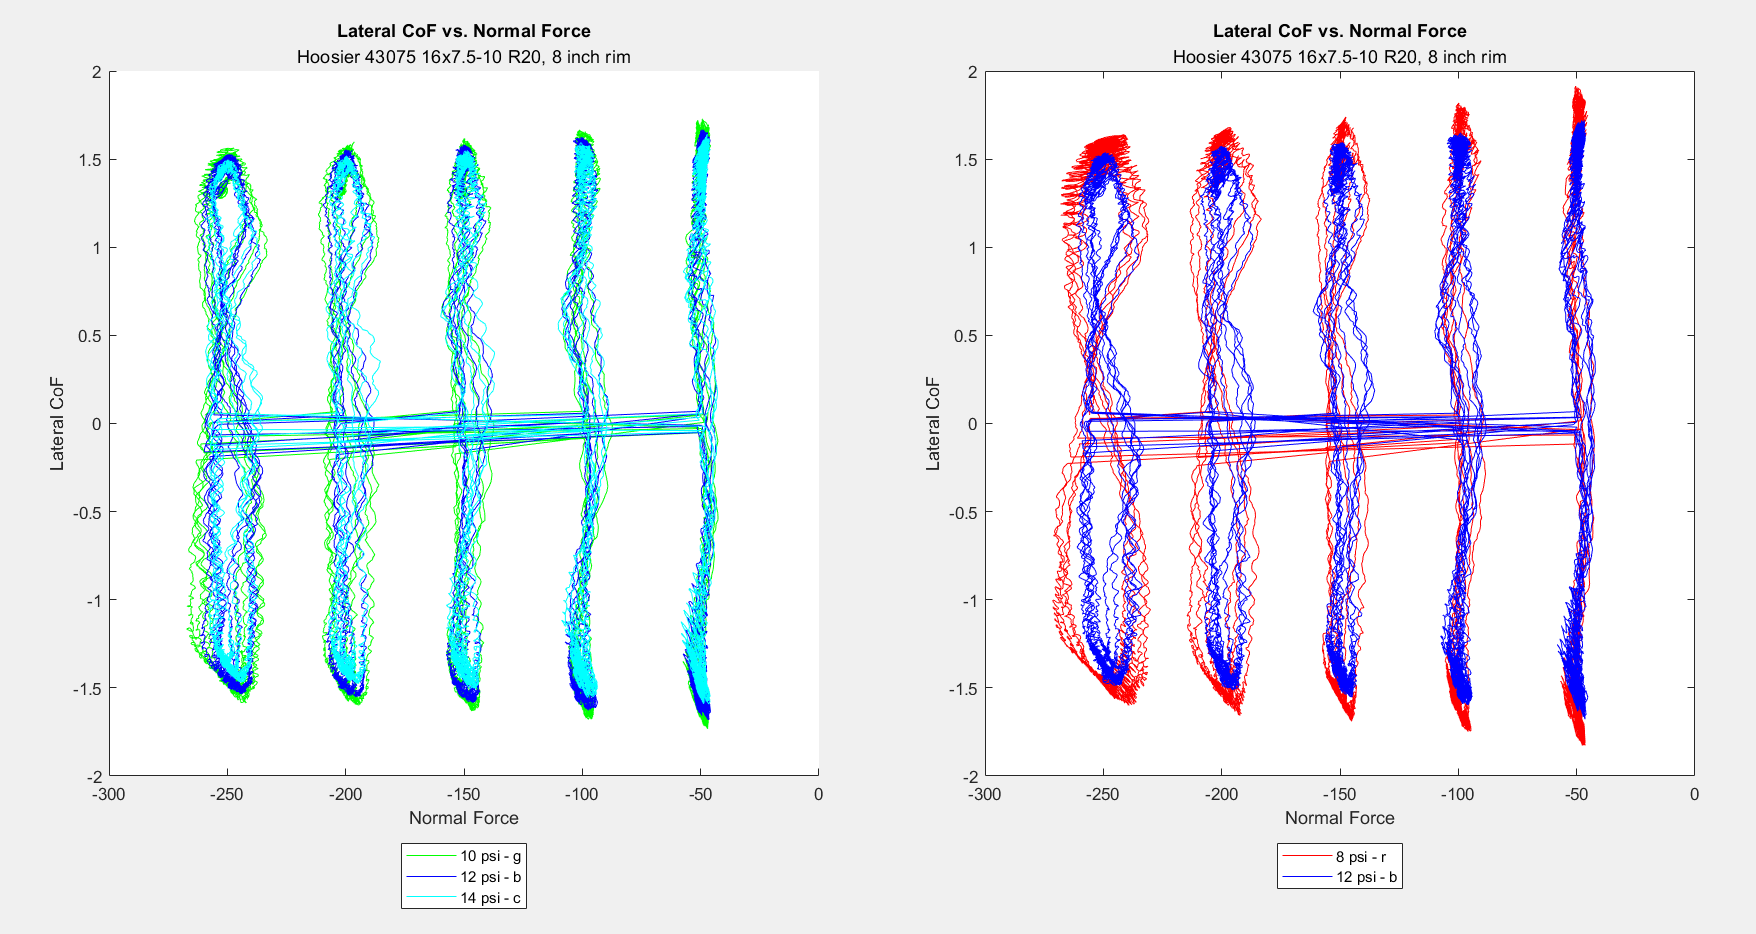 Lateral CoF vs. Normal Force
Hoosier 43075 16x7.5-10 R20, 8 inch rim
2
1.5
1
0.5
0
-0.5
-1
-1.5
-2
Lateral CoF
-300
-250
-200
-150
-100
-50
0
Normal Force
10 psi - g
12 psi - b
14 psi - c
Lateral CoF vs. Normal Force
Hoosier 43075 16x7.5-10 R20, 8 inch rim
2
1.5
1
0.5
0
-0.5
-1
-1.5
-2
Lateral CoF
-300
-250
-200
-150
-100
-50
0
Normal Force
8 psi - r
12 psi - b